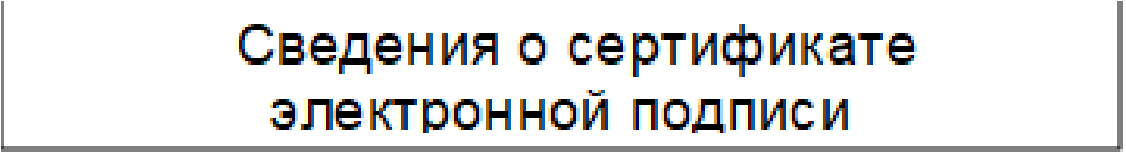 Сведения о сертификате
электронной подписи